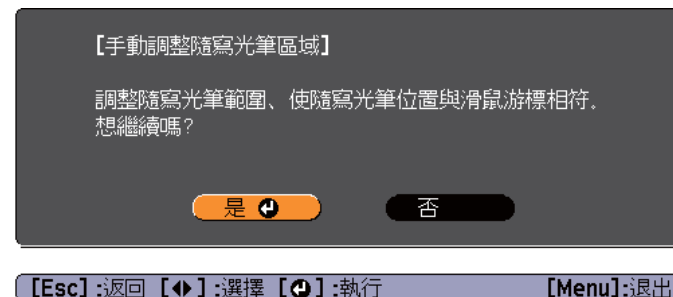 【手動調整隨寫光筆區域】
調整隨寫光筆範圍、使隨寫光筆位置與滑鼠游標相符．
想繼續嗎？
是 否
[Esc]:返回 [◆]:選擇 [↵]:執行 [Menu]:退出